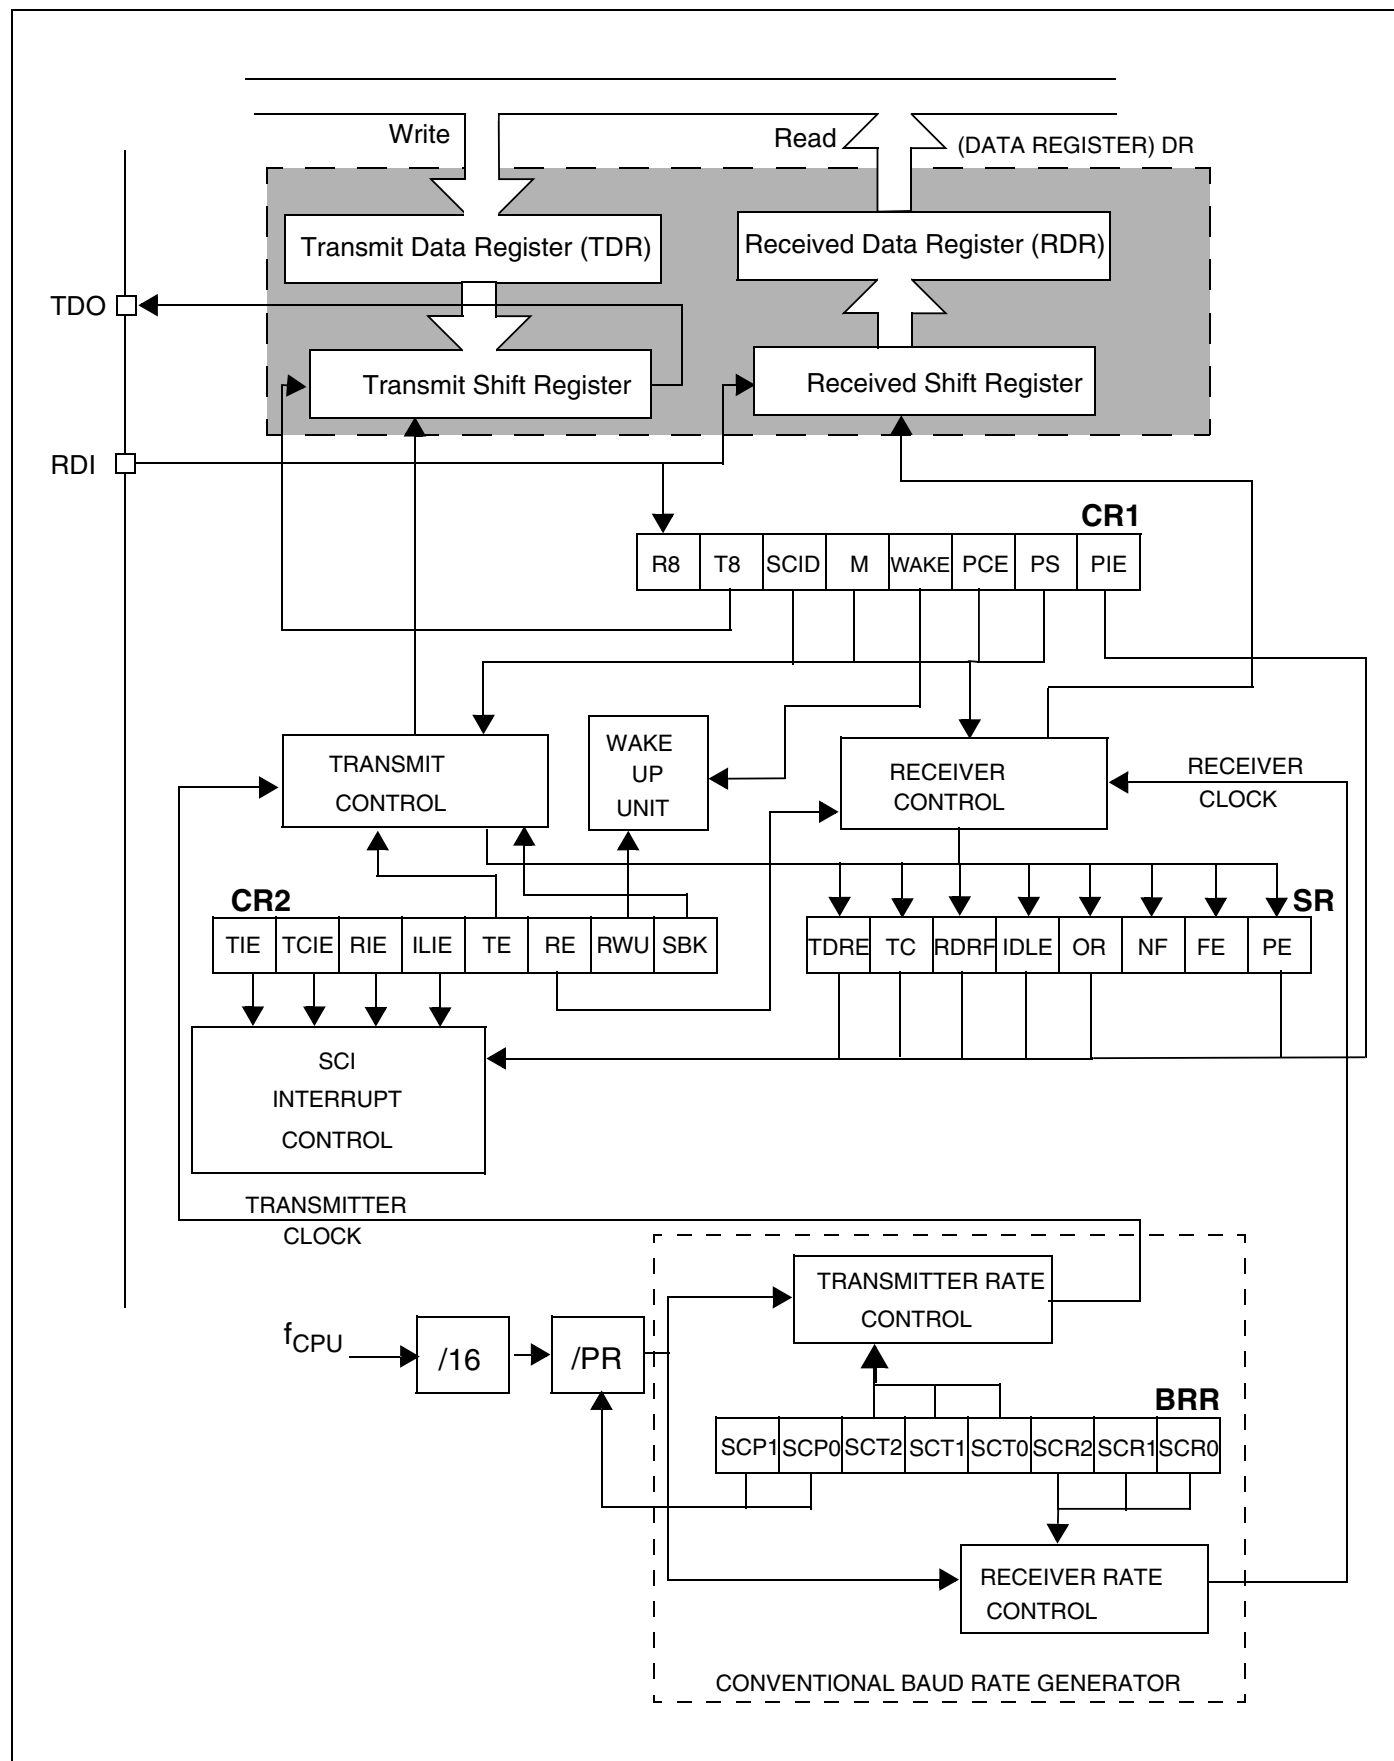 Write
Read
(DATA REGISTER) DR
Transmit Data Register (TDR)
Received Data Register (RDR)
TDO
Transmit Shift Register
Received Shift Register
RDI
CR1
R8 T8 SCID M WAKE PCE PS PIE
TRANSMIT
CONTROL
WAKE
UP
UNIT
RECEIVER
CONTROL
RECEIVER
CLOCK
CR2
TIE TCIE RIE ILIE TE RE RWU SBK
SR
TDRE TC RDRF IDLE OR NF FE PE
SCI
INTERRUPT
CONTROL
TRANSMITTER
CLOCK
TRANSMITTER RATE
CONTROL
fCPU
/16
/PR
BRR
SCP1 SCP0 SCT2 SCT1 SCT0 SCR2 SCR1 SCR0
RECEIVER RATE
CONTROL
CONVENTIONAL BAUD RATE GENERATOR